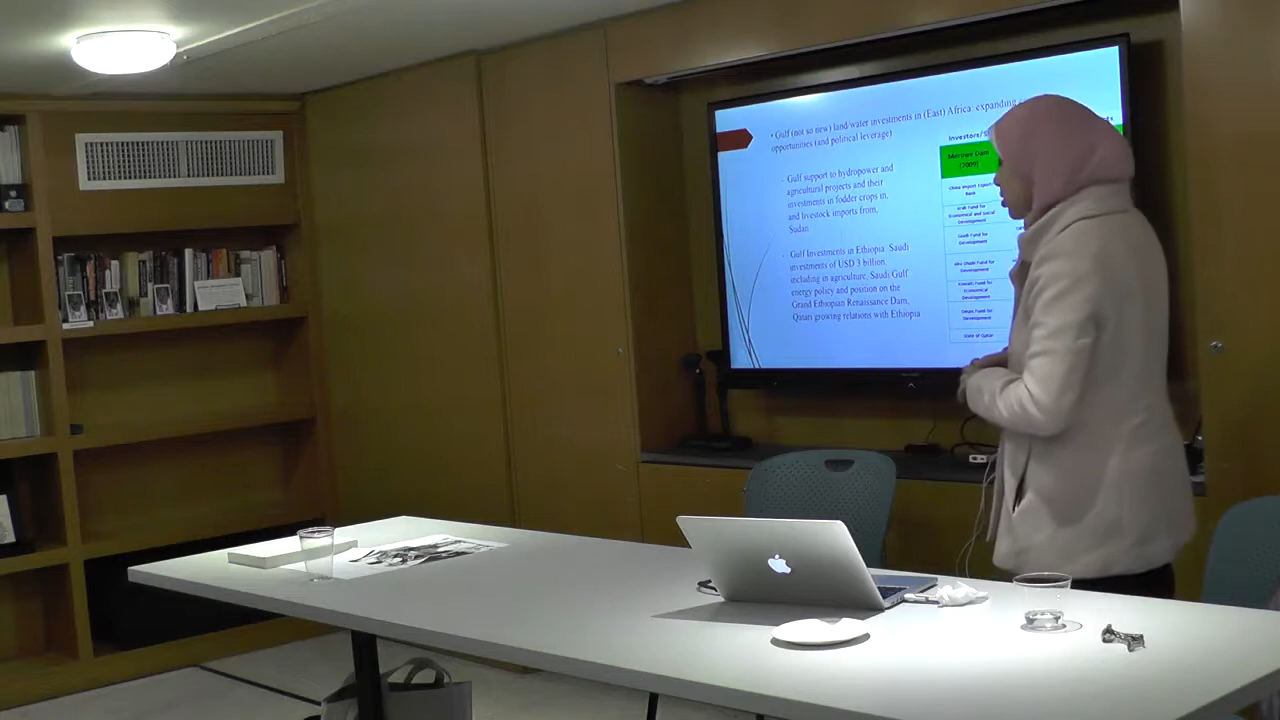 • Gulf (not so new) land/water investments in (East) Africa: expanding
opportunities (and political leverage)
- Gulf support to hydropower and
agricultural projects and their
investments in fodder crops in,
and livestock imports from,
Sudan
- Gulf Investments in Ethiopia: Saudi
investments of USD 3 billion,
including in agriculture, Saudi Gulf
energy policy and position on the
Grand Ethiopian Renaissance Dam,
Qatari growing relations with Ethiopia
Merowe Dam
(2009)
China Import Export
Bank
Arab Fund for
Economical and Social
Development
Saudi Fund for
Development
Abu Dhabi Fund for
Development
Kuwaiti Fund for
Economical
Development
Oman Fund for
Development
State of Qatar